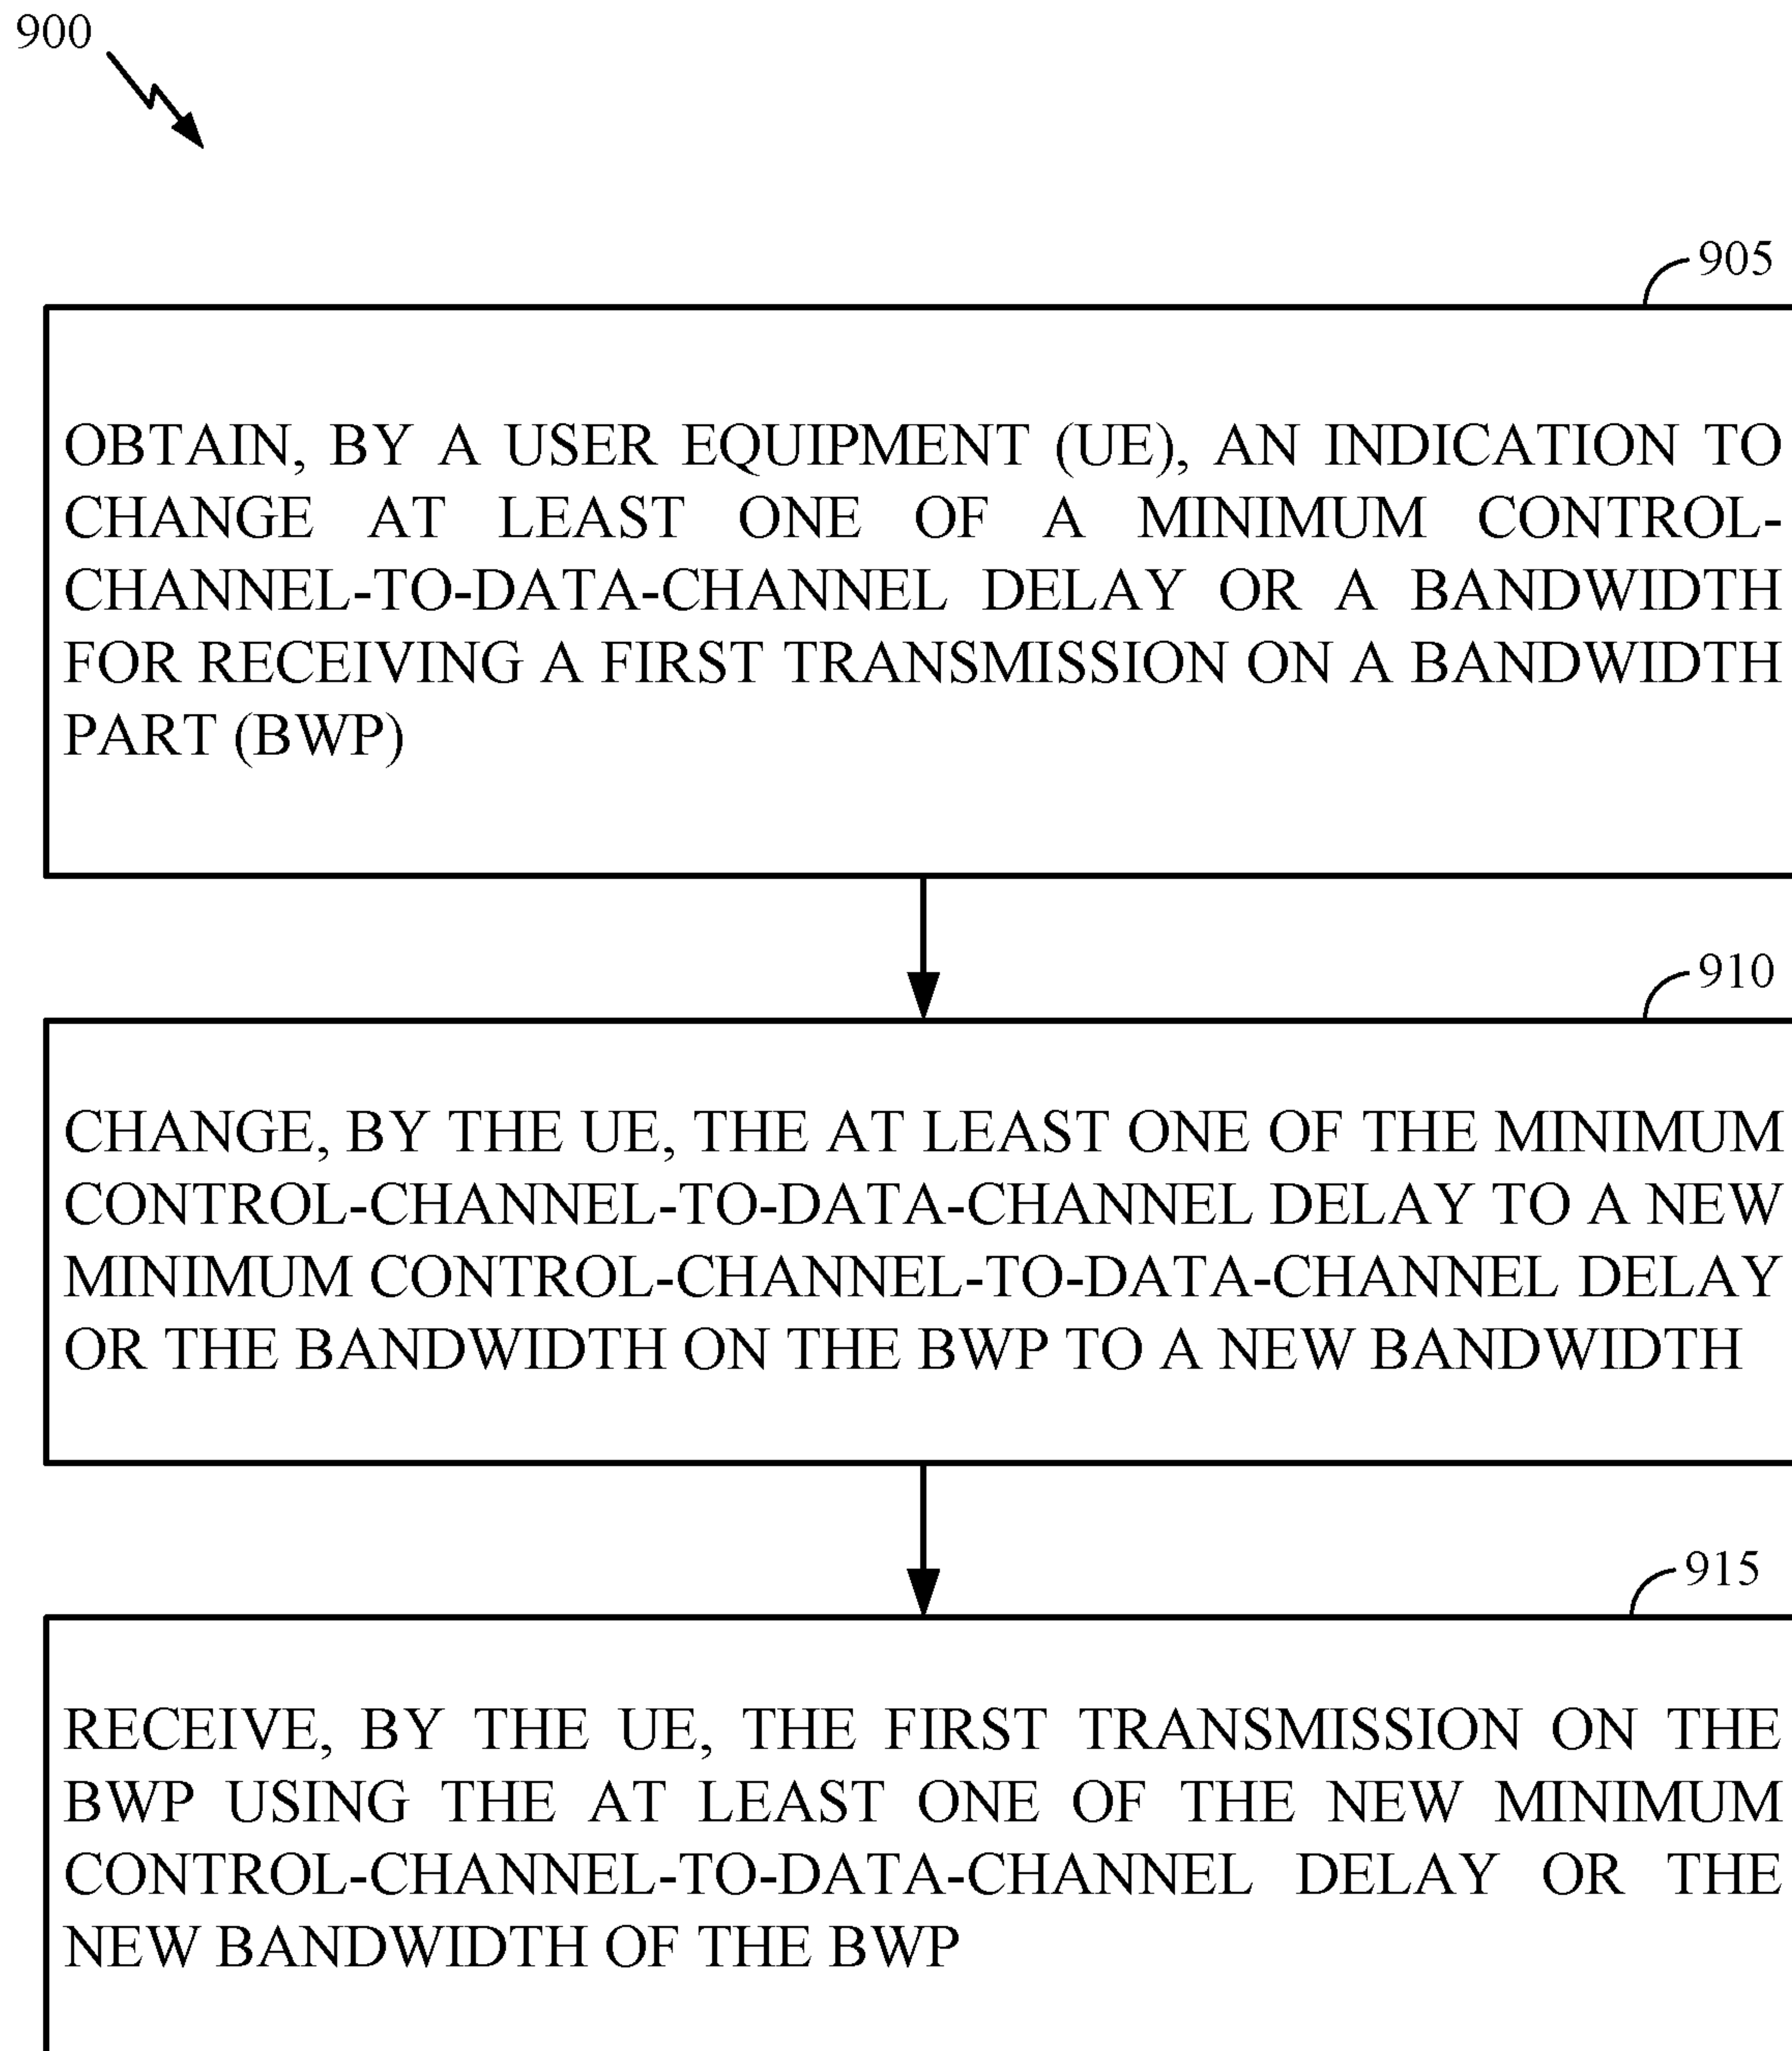 900
905
OBTAIN, BY A USER EQUIPMENT (UE), AN INDICATION TO
CHANGE AT LEAST ONE OF A MINIMUM CONTROL-
CHANNEL-TO-DATA-CHANNEL DELAY OR A BANDWIDTH
FOR RECEIVING A FIRST TRANSMISSION ON A BANDWIDTH
PART (BWP)
910
CHANGE, BY THE UE, THE AT LEAST ONE OF THE MINIMUM
CONTROL-CHANNEL-TO-DATA-CHANNEL DELAY TO A NEW
MINIMUM CONTROL-CHANNEL-TO-DATA-CHANNEL DELAY
OR THE BANDWIDTH ON THE BWP TO A NEW BANDWIDTH
915
RECEIVE, BY THE UE, THE FIRST TRANSMISSION ON THE
BWP USING THE AT LEAST ONE OF THE NEW MINIMUM
CONTROL-CHANNEL-TO-DATA-CHANNEL DELAY OR THE
NEW BANDWIDTH OF THE BWP